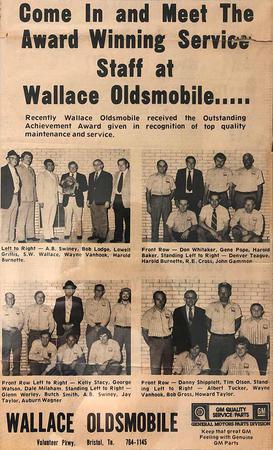 Come In and Meet The
Award Winning Service
Staff at
Wallace Oldsmobile.....
Recently Wallace Oldsmobile received the Outstanding
Achievement Award given in recognition of top quality
maintenance and service.
Left to Right — A.B. Swiney, Bob Lodge, Lowell
Griffis, S.W. Wallace, Wayne Vanhook, Harold
Burnette.
Front Row — Don Whitaker, Gene Pope, Harold
Baker, Standing Left to Right — Denver Teague,
Harold Burnette, R.E. Cross, John Gammon
Front Row Left to Right — Kelly Stacy, George
Watson, Dale Milsham. Standing Left to Right —
Glenn Worley, Butch Smith, A.B. Swiney, Jay
Taylor, Auburn Wagner
Front Row — Danny Shipplett, Tim Olson, Stand-
ing Left to Right — Albert Tucker, Wayne
Vanhook, Bob Gross, Howard Taylor.
WALLACE OLDSMOBILE
Volunteer Pkwy. Bristol, Tn. 764-1145
GM QUALITY
SERVICE/PARTS
GM
GENERAL MOTORS PARTS DIVISION
Keep that great GM
Feeling with Genuine
GM Parts